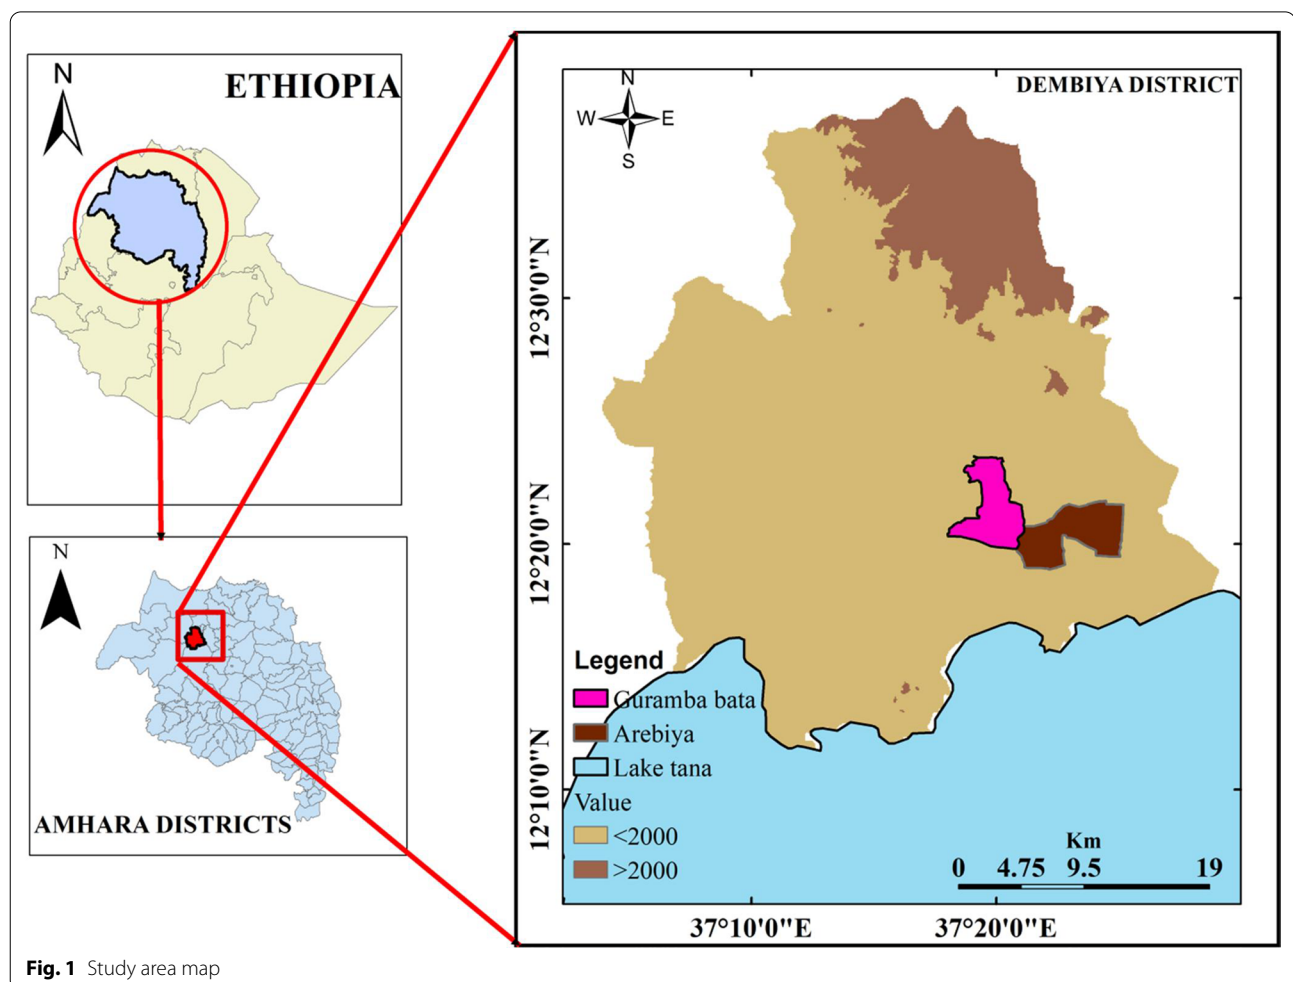 N
ETHIOPIA
N
AMHARA DISTRICTS
DEMBIYA DISTRICT
N
W E
S
12°30'0"N
12°20'0"N
12°10'0"N
Legend
Guramba bata
Arebiya
Lake tana
Value
<2000
>2000
Km
0 4.75 9.5 19
37°10'0"E 37°20'0"E
Fig. 1 Study area map